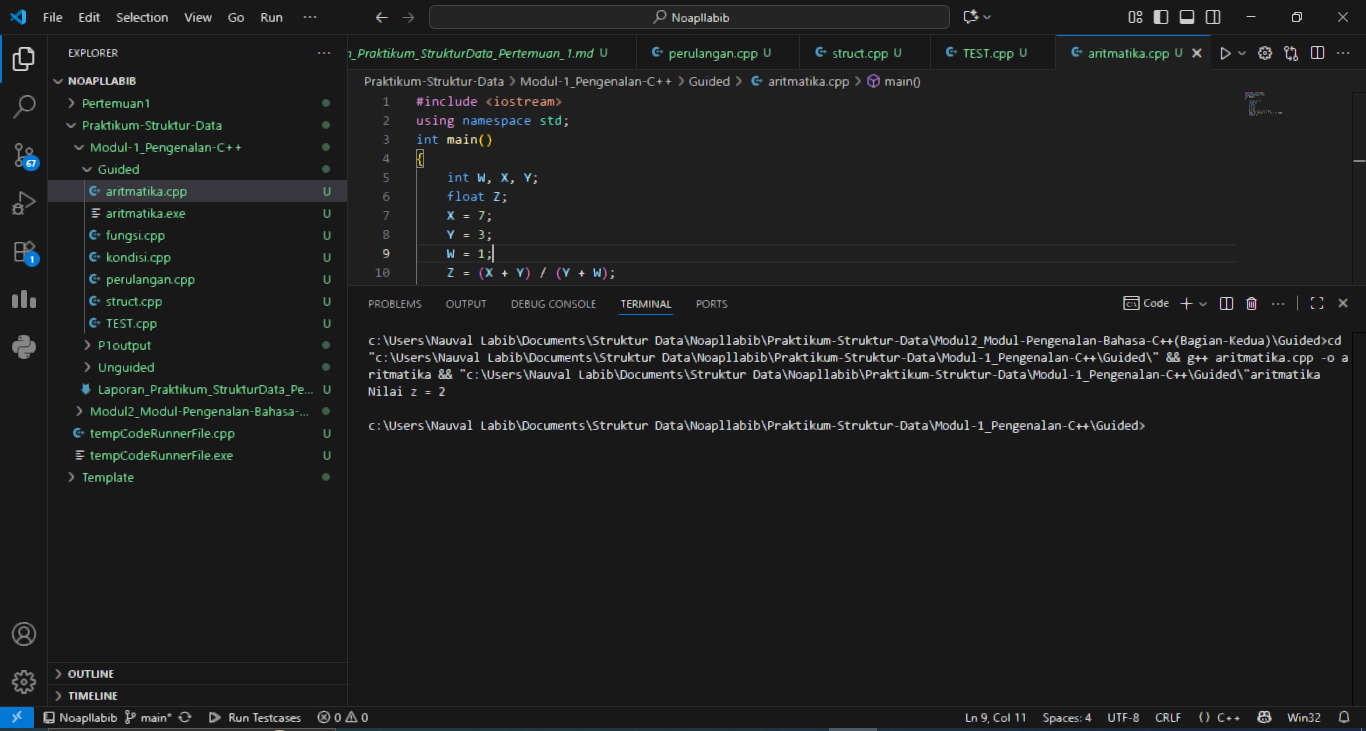 File Edit Selection View Go Run ··· Noapllabib
EXPLORER ···
NOAPLLABIB
Pertemuan1
Praktikum-Struktur-Data
Modul-1_Pengenalan-C++
Guided
aritmatika.cpp U
aritmatika.exe U
fungsi.cpp U
kondisi.cpp U
perulangan.cpp U
struct.cpp U
TEST.cpp U
P1output
Unguided
Laporan_Praktikum_StrukturData_Pe... U
Modul2_Modul-Pengenalan-Bahasa-...
tempCodeRunnerFile.cpp U
tempCodeRunnerFile.exe U
Template
OUTLINE
TIMELINE
67
1
n_Praktikum_StrukturData_Pertemuan_1.md U perulangan.cpp U struct.cpp U TEST.cpp U aritmatika.cpp U
Praktikum-Struktur-Data > Modul-1_Pengenalan-C++ > Guided > aritmatika.cpp > main()
1 #include <iostream>
2 using namespace std;
3 int main()
4 {
5 int W, X, Y;
6 float Z;
7 X = 7;
8 Y = 3;
9 W = 1;
10 Z = (X + Y) / (Y + W);
PROBLEMS OUTPUT DEBUG CONSOLE TERMINAL PORTS Code
c:\Users\Nauval Labib\Documents\Struktur Data\Noapllabib\Praktikum-Struktur-Data\Modul2_Modul-Pengenalan-Bahasa-C++(Bagian-Kedua)\Guided>cd
"c:\Users\Nauval Labib\Documents\Struktur Data\Noapllabib\Praktikum-Struktur-Data\Modul-1_Pengenalan-C++\Guided\" && g++ aritmatika.cpp -o a
ritmatika && "c:\Users\Nauval Labib\Documents\Struktur Data\Noapllabib\Praktikum-Struktur-Data\Modul-1_Pengenalan-C++\Guided\"aritmatika
Nilai z = 2
c:\Users\Nauval Labib\Documents\Struktur Data\Noapllabib\Praktikum-Struktur-Data\Modul-1_Pengenalan-C++\Guided>
Noapllabib main* Run Testcases 0 0 Ln 9, Col 11 Spaces: 4 UTF-8 CRLF {} C++ Win32